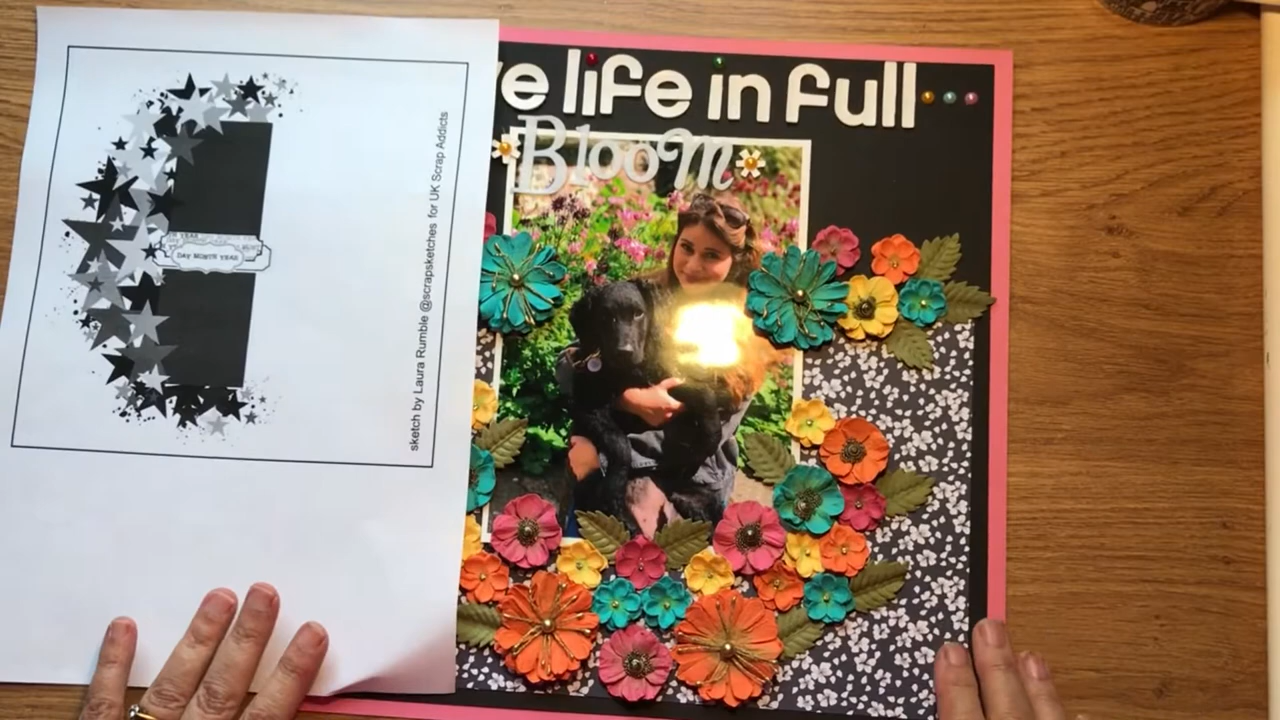 e life in full
BlooM
DAY MONTH YEAR
sketch by Laura Rumble @scrapsketches for UK Scrap Addicts